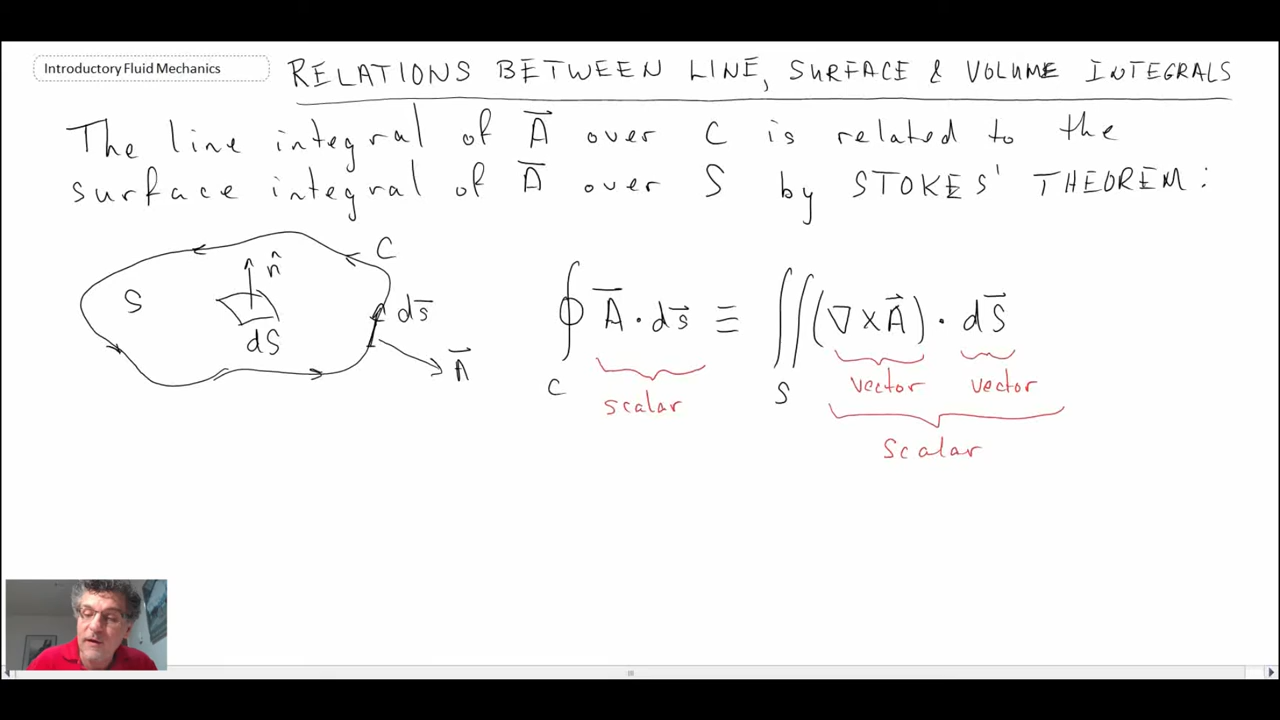 Introductory Fluid Mechanics
RELATIONS BETWEEN LINE, SURFACE & VOLUME INTEGRALS
The line integral of A⃗ over C is related to the
surface integral of A̅ over S by STOKES' THEOREM:
C
n̂
S
ds̅
dS
A⃗
∮ A̅ · ds⃗ ≡ ∬ (∇ × A⃗) · dS⃗
C S
vector vector
scalar
Scalar